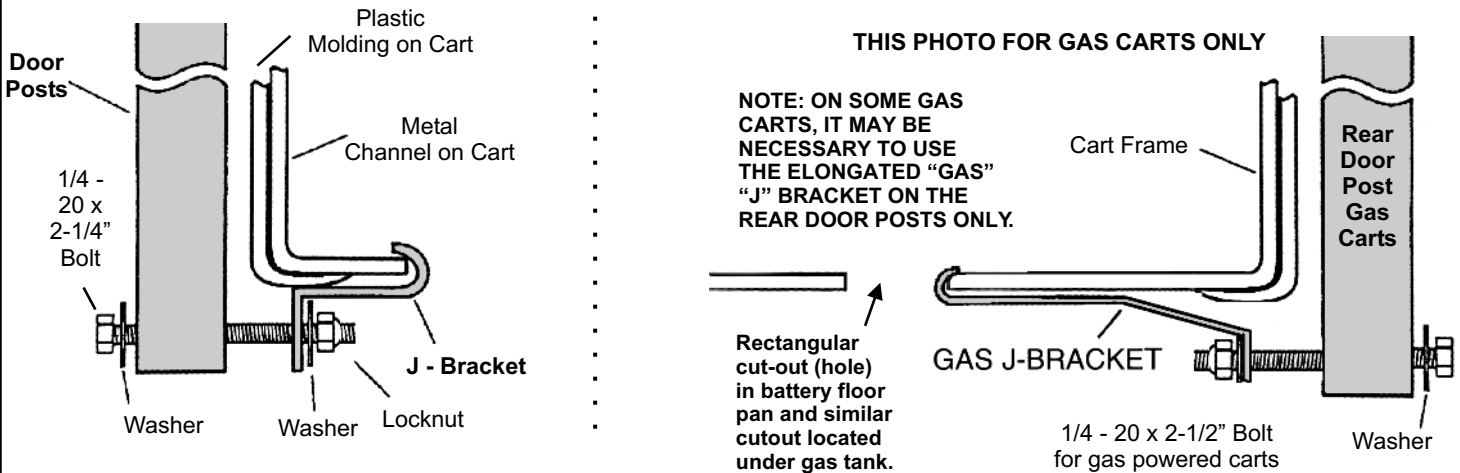 Plastic
Molding on Cart
Door
Posts
Metal
Channel on Cart
1/4 -
20 x
2-1/4”
Bolt
J - Bracket
Washer
Washer
Locknut
THIS PHOTO FOR GAS CARTS ONLY
NOTE: ON SOME GAS
CARTS, IT MAY BE
NECESSARY TO USE
THE ELONGATED “GAS”
“J” BRACKET ON THE
REAR DOOR POSTS ONLY.
Cart Frame
Rear
Door
Post
Gas
Carts
Rectangular
cut-out (hole)
in battery floor
pan and similar
cutout located
under gas tank.
GAS J-BRACKET
1/4 - 20 x 2-1/2” Bolt
for gas powered carts
Washer